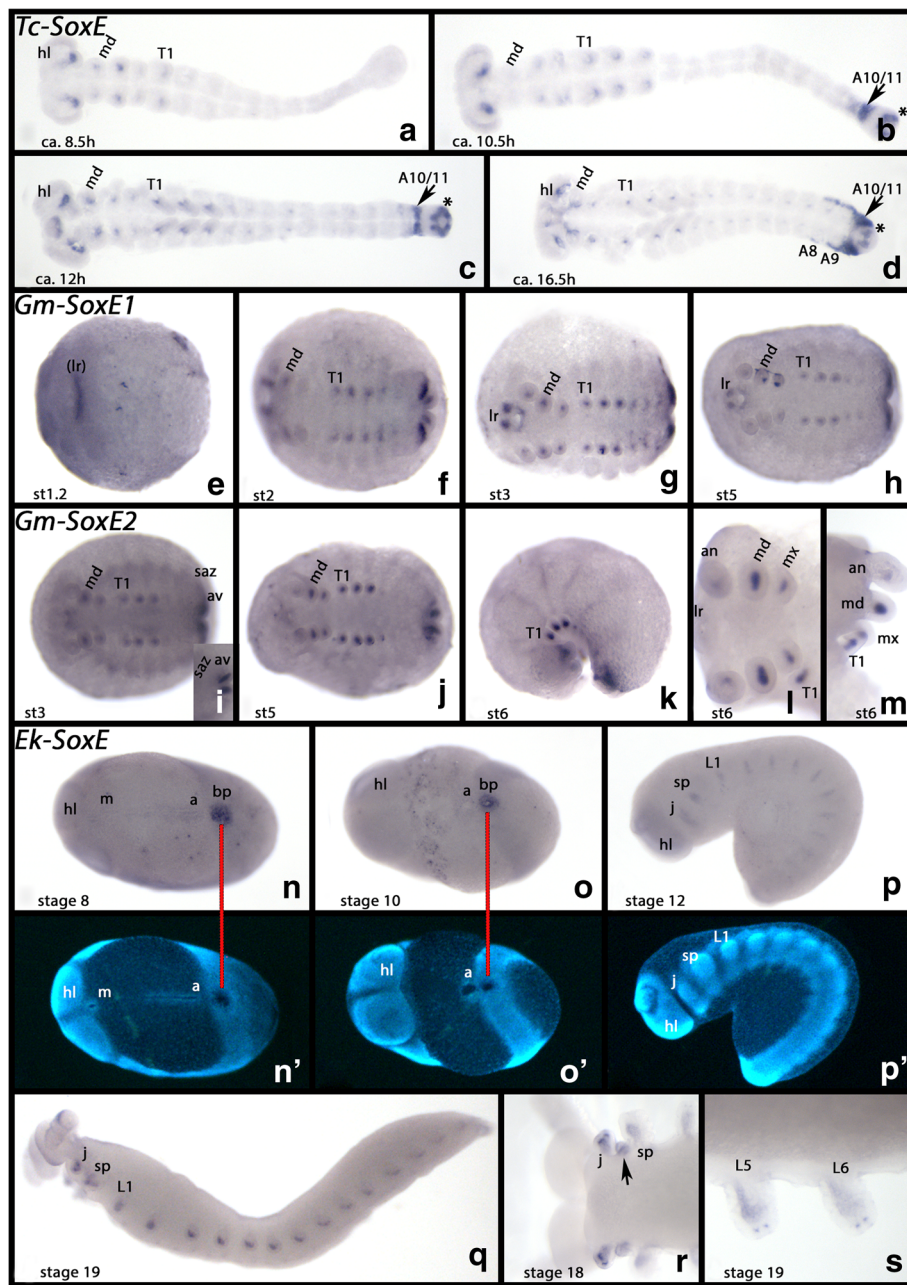 Tc-SoxE
hl
md
T1
ca. 8.5h
a
md
T1
A10/11
*
ca. 10.5h
b
hl
md
T1
A10/11
*
ca. 12h
c
hl
md
T1
A10/11
*
A8
A9
ca. 16.5h
d
Gm-SoxE1
(lr)
st1.2
e
md
T1
st2
f
lr
md
T1
st3
g
lr
md
T1
st5
h
Gm-SoxE2
md
T1
saz
av
saz
av
st3
i
md
T1
st5
j
T1
st6
k
an
md
mx
lr
T1
st6
l
an
md
mx
T1
st6
m
Ek-SoxE
hl
m
a
bp
stage 8
n
hl
a
bp
stage 10
o
L1
sp
j
hl
stage 12
p
hl
m
a
n'
hl
a
o'
L1
sp
j
hl
p'
j
sp
L1
stage 19
q
j
sp
stage 18
r
L5
L6
stage 19
s